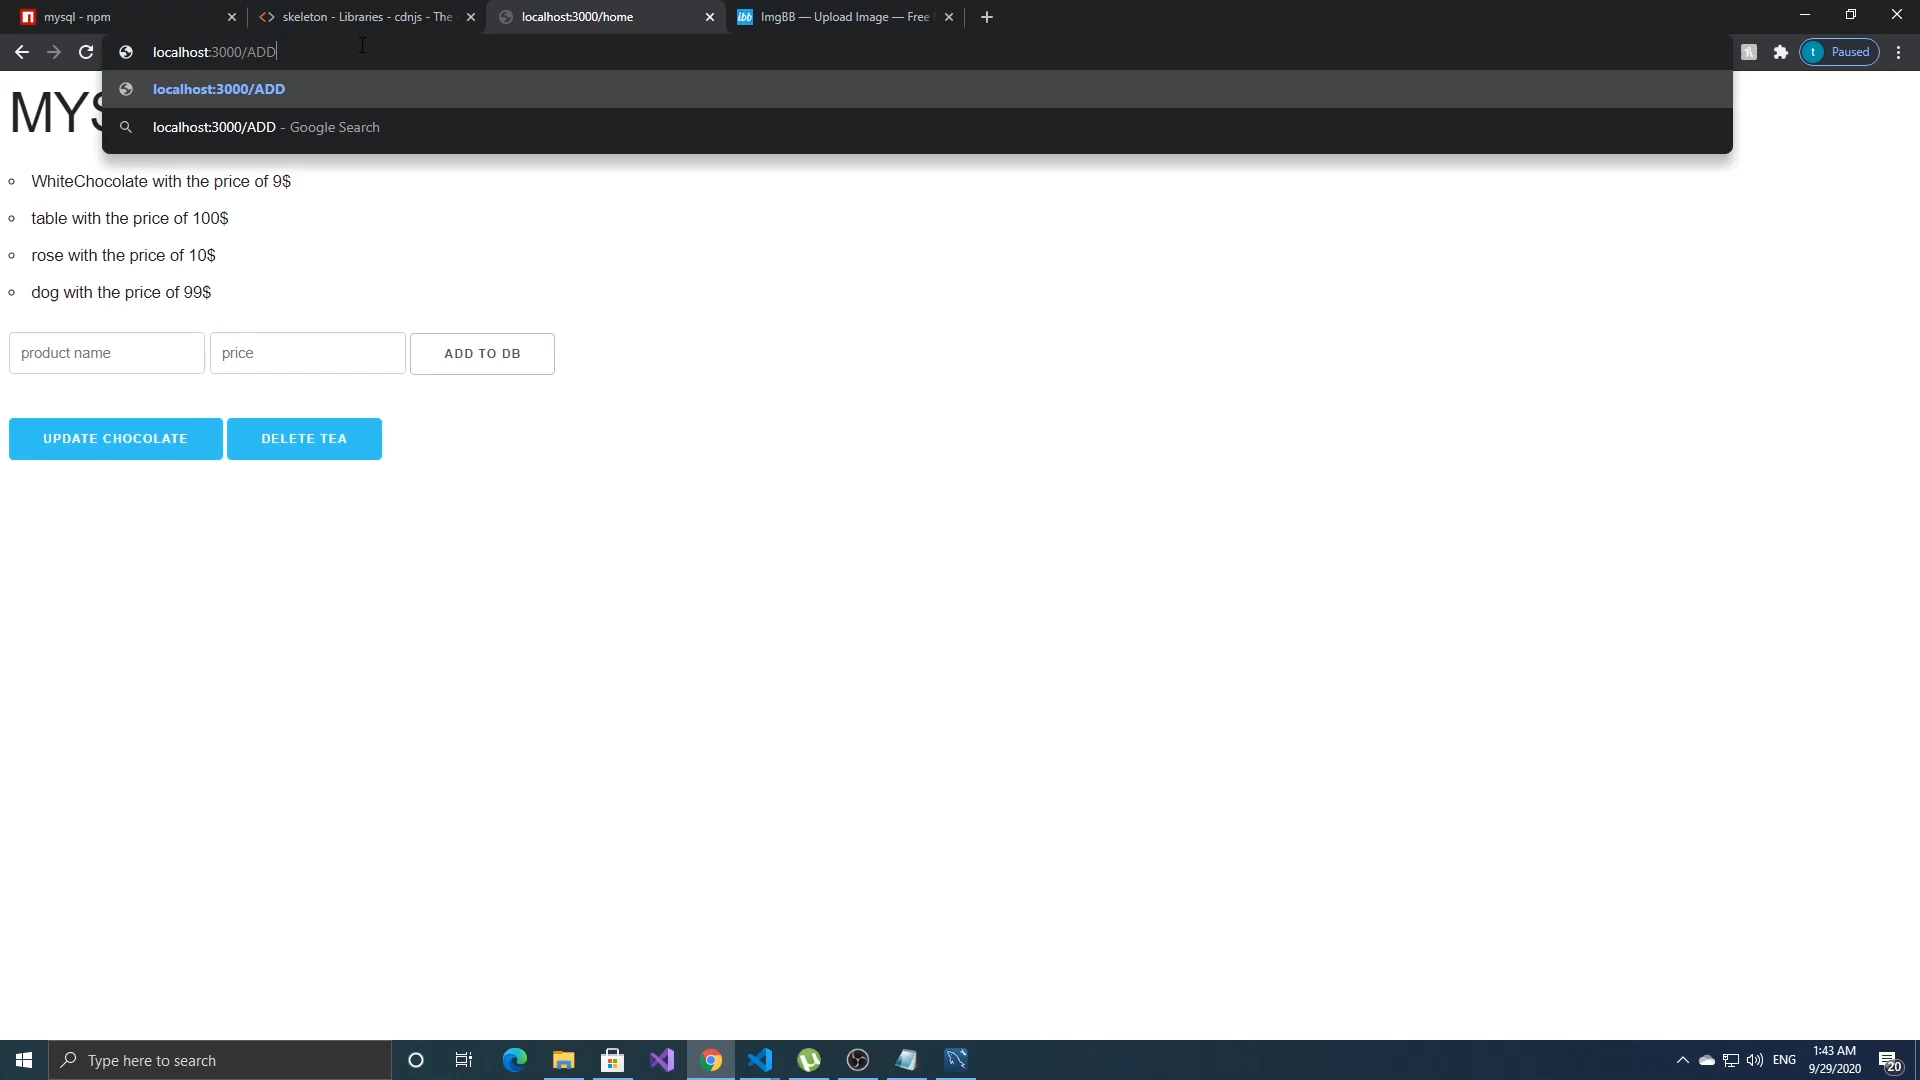 mysql - npm
skeleton - Libraries - cdnjs - The
localhost:3000/home
ibb
ImgBB — Upload Image — Free
localhost:3000/ADD
t
Paused
localhost:3000/ADD
localhost:3000/ADD - Google Search
MYS
WhiteChocolate with the price of 9$
table with the price of 100$
rose with the price of 10$
dog with the price of 99$
product name
price
ADD TO DB
UPDATE CHOCOLATE
DELETE TEA
Type here to search
ENG
1:43 AM
9/29/2020
20